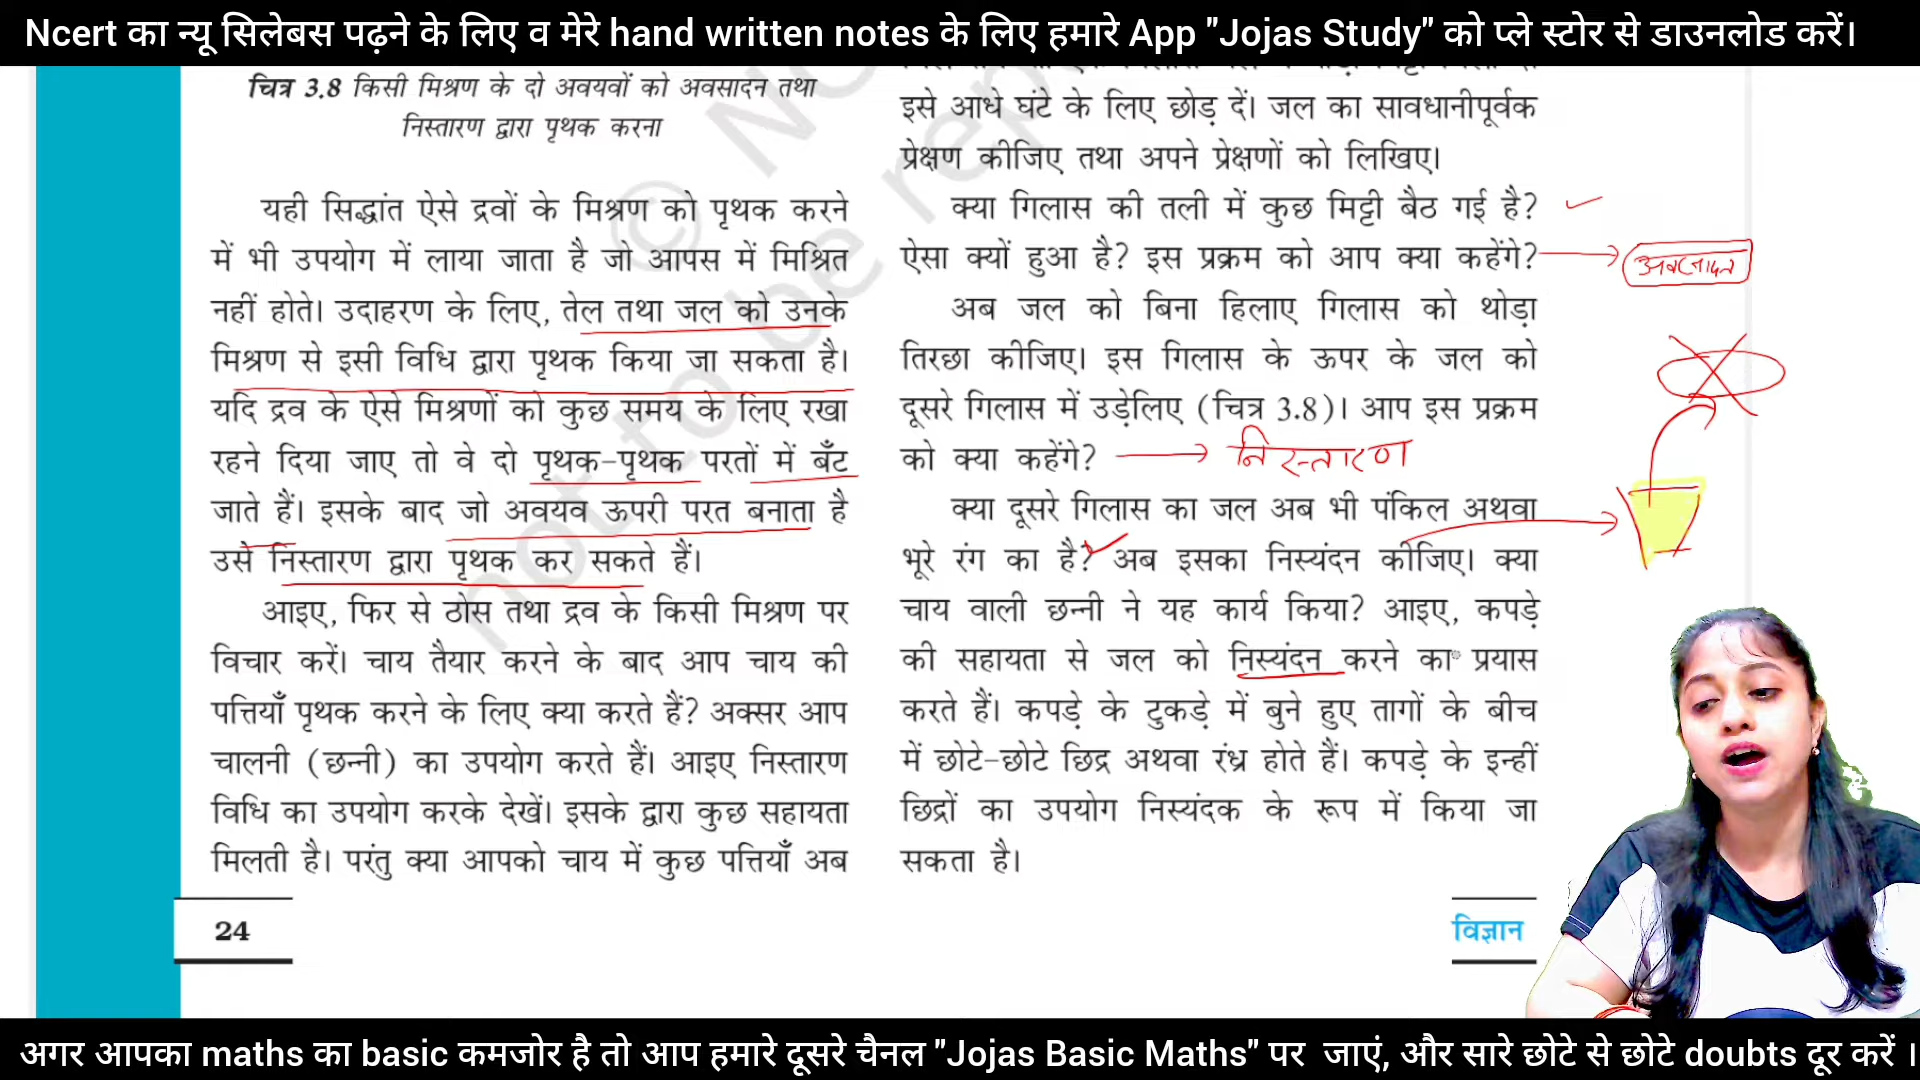 Ncert का न्यू सिलेबस पढ़ने के लिए व मेरे hand written notes के लिए हमारे App "Jojas Study" को प्ले स्टोर से डाउनलोड करें।
चित्र 3.8 किसी मिश्रण के दो अवयवों को अवसादन तथा
निस्तारण द्वारा पृथक करना
यही सिद्धांत ऐसे द्रवों के मिश्रण को पृथक करने
में भी उपयोग में लाया जाता है जो आपस में मिश्रित
नहीं होते। उदाहरण के लिए, तेल तथा जल को उनके
मिश्रण से इसी विधि द्वारा पृथक किया जा सकता है।
यदि द्रव के ऐसे मिश्रणों को कुछ समय के लिए रखा
रहने दिया जाए तो वे दो पृथक-पृथक परतों में बँट
जाते हैं। इसके बाद जो अवयव ऊपरी परत बनाता है
उसे निस्तारण द्वारा पृथक कर सकते हैं।
आइए, फिर से ठोस तथा द्रव के किसी मिश्रण पर
विचार करें। चाय तैयार करने के बाद आप चाय की
पत्तियाँ पृथक करने के लिए क्या करते हैं? अक्सर आप
चालनी (छन्नी) का उपयोग करते हैं। आइए निस्तारण
विधि का उपयोग करके देखें। इसके द्वारा कुछ सहायता
मिलती है। परंतु क्या आपको चाय में कुछ पत्तियाँ अब
24
इसे आधे घंटे के लिए छोड़ दें। जल का सावधानीपूर्वक
प्रेक्षण कीजिए तथा अपने प्रेक्षणों को लिखिए।
क्या गिलास की तली में कुछ मिट्टी बैठ गई है?
ऐसा क्यों हुआ है? इस प्रक्रम को आप क्या कहेंगे?
अवसादन
अब जल को बिना हिलाए गिलास को थोड़ा
तिरछा कीजिए। इस गिलास के ऊपर के जल को
दूसरे गिलास में उड़ेलिए (चित्र 3.8)। आप इस प्रक्रम
को क्या कहेंगे? निस्तारण
क्या दूसरे गिलास का जल अब भी पंकिल अथवा
भूरे रंग का है? अब इसका निस्यंदन कीजिए। क्या
चाय वाली छन्नी ने यह कार्य किया? आइए, कपड़े
की सहायता से जल को निस्यंदन करने का प्रयास
करते हैं। कपड़े के टुकड़े में बुने हुए तागों के बीच
में छोटे-छोटे छिद्र अथवा रंध्र होते हैं। कपड़े के इन्हीं
छिद्रों का उपयोग निस्यंदक के रूप में किया जा
सकता है।
विज्ञान
not to be
अगर आपका maths का basic कमजोर है तो आप हमारे दूसरे चैनल "Jojas Basic Maths" पर जाएं, और सारे छोटे से छोटे doubts दूर करें ।